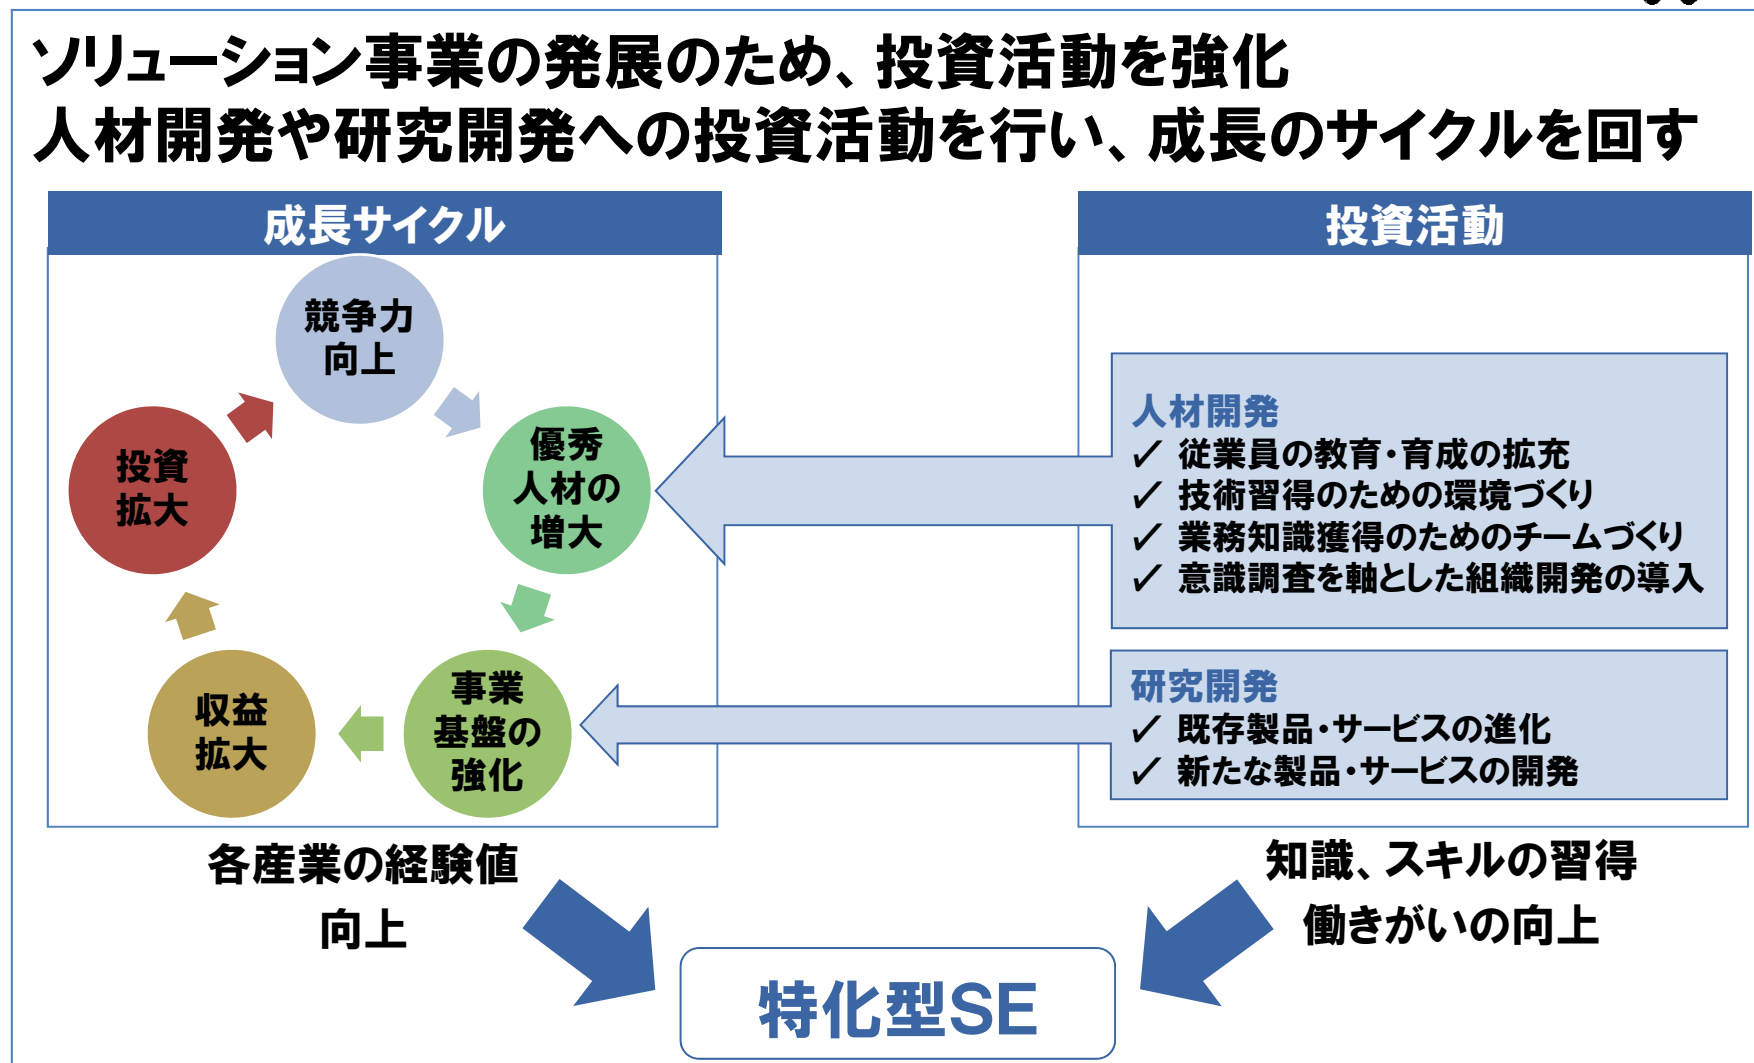 ソリューション事業の発展のため、投資活動を強化
人材開発や研究開発への投資活動を行い、成長のサイクルを回す
成長サイクル
競争力
向上
優秀
人材の
増大
事業
基盤の
強化
収益
拡大
投資
拡大
投資活動
人材開発
✓ 従業員の教育・育成の拡充
✓ 技術習得のための環境づくり
✓ 業務知識獲得のためのチームづくり
✓ 意識調査を軸とした組織開発の導入
研究開発
✓ 既存製品・サービスの進化
✓ 新たな製品・サービスの開発
各産業の経験値
向上
知識、スキルの習得
働きがいの向上
特化型SE